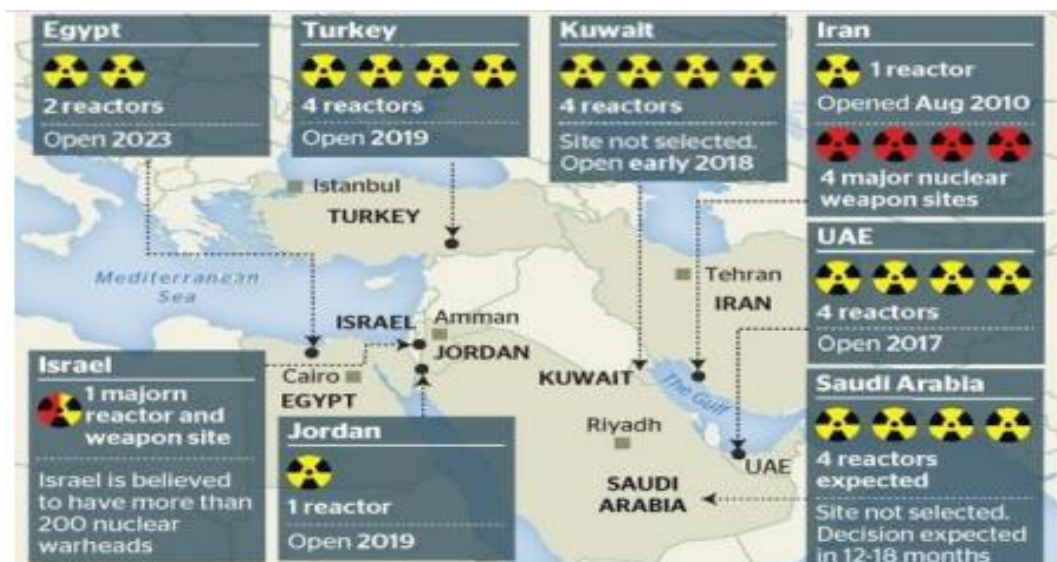 Egypt
2 reactors
Open 2023
Turkey
4 reactors
Open 2019
Kuwait
4 reactors
Site not selected.
Open early 2018
Iran
1 reactor
Opened Aug 2010
4 major nuclear
weapon sites
UAE
4 reactors
Open 2017
Saudi Arabia
4 reactors
expected
Site not selected.
Decision expected
in 12-18 months
Israel
1 majorn
reactor and
weapon site
Israel is believed
to have more than
200 nuclear
warheads
Jordan
1 reactor
Open 2019
Istanbul
TURKEY
Mediterranean
Sea
Tehran
IRAN
ISRAEL
Amman
JORDAN
Cairo
EGYPT
KUWAIT
The Gulf
Riyadh
UAE
SAUDI
ARABIA